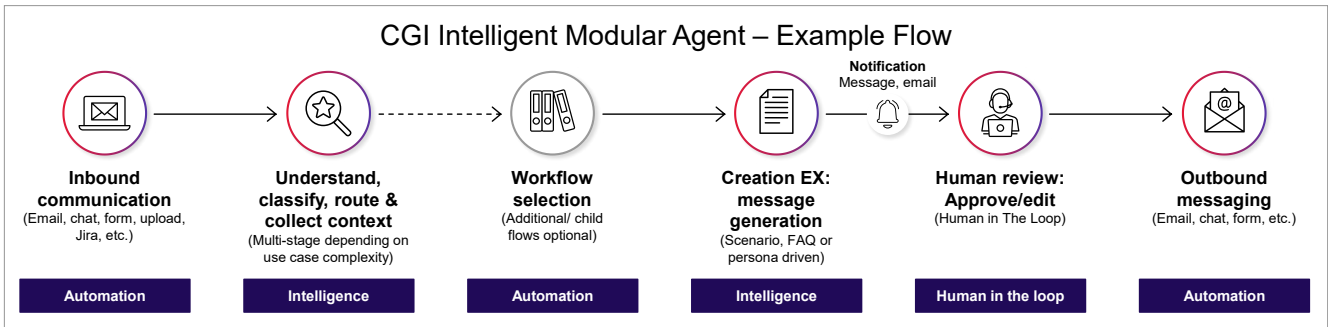 CGI Intelligent Modular Agent – Example Flow
Notification
Message, email
@
Inbound
communication
(Email, chat, form, upload,
Jira, etc.)
Automation
Understand,
classify, route &
collect context
(Multi-stage depending on
use case complexity)
Intelligence
Workflow
selection
(Additional/ child
flows optional)
Automation
Creation EX:
message
generation
(Scenario, FAQ or
persona driven)
Intelligence
Human review:
Approve/edit
(Human in The Loop)
Human in the loop
Outbound
messaging
(Email, chat, form, etc.)
Automation